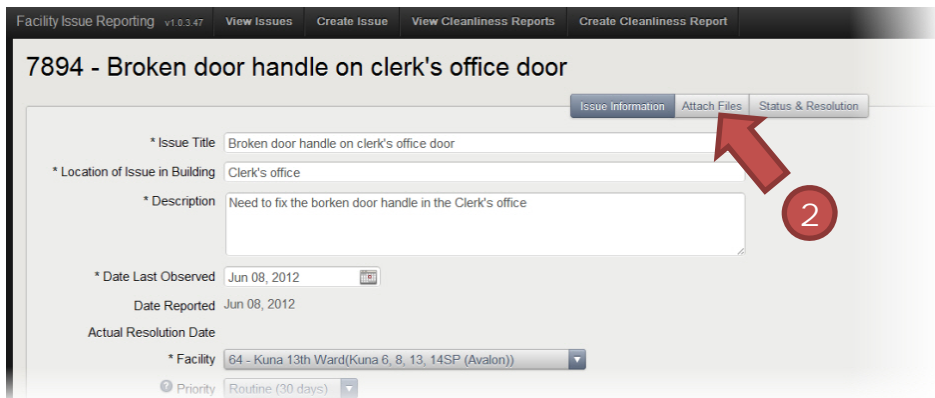 Facility Issue Reporting v1.0.3.47 View Issues Create Issue View Cleanliness Reports Create Cleanliness Report
7894 - Broken door handle on clerk's office door
Issue Information Attach Files Status & Resolution
* Issue Title Broken door handle on clerk's office door
* Location of Issue in Building Clerk's office
* Description Need to fix the borken door handle in the Clerk's office
2
* Date Last Observed Jun 08, 2012
Date Reported Jun 08, 2012
Actual Resolution Date
* Facility 64 - Kuna 13th Ward(Kuna 6, 8, 13, 14SP (Avalon))
? Priority Routine (30 days)